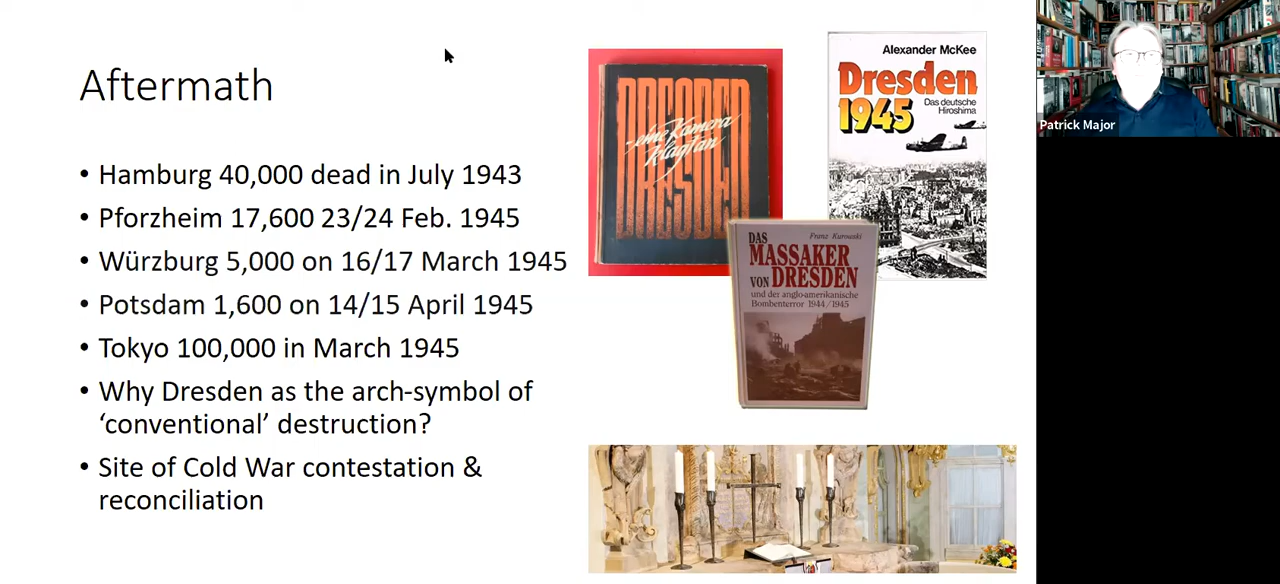 Aftermath
• Hamburg 40,000 dead in July 1943
• Pforzheim 17,600 23/24 Feb. 1945
• Würzburg 5,000 on 16/17 March 1945
• Potsdam 1,600 on 14/15 April 1945
• Tokyo 100,000 in March 1945
• Why Dresden as the arch-symbol of
‘conventional’ destruction?
• Site of Cold War contestation &
reconciliation
DRESDEN
- eine Kamera
klagt an
DRESDEN
Alexander McKee
Dresden
1945
Das deutsche
Hiroshima
Franz Kurowski
DAS
MASSAKER
VON DRESDEN
und der anglo-amerikanische
Bombenterror 1944/1945
Patrick Major